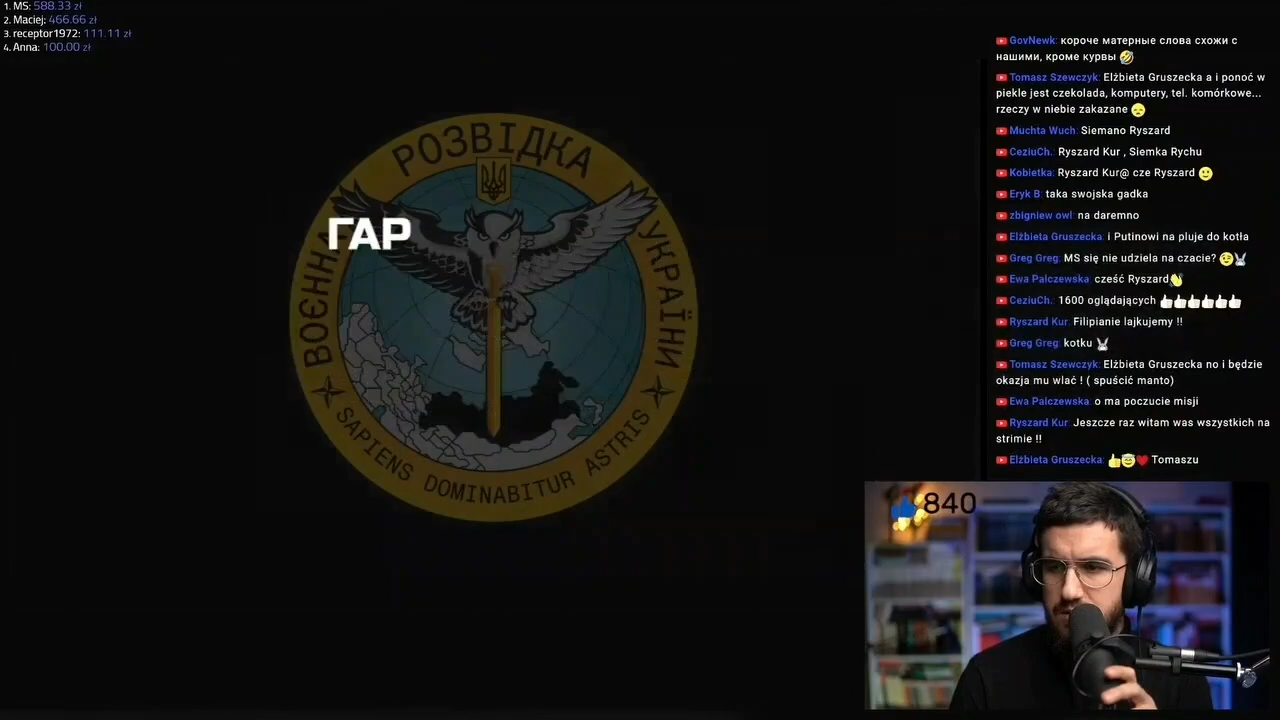 1. MS: 588.33 zł
2. Maciej: 466.66 zł
3. receptor1972: 111.11 zł
4. Anna: 100.00 zł
ВОЄННА РОЗВІДКА УКРАЇНИ
SAPIENS DOMINABITUR ASTRIS
ГАР
GovNewk: короче матерные слова схожи с
нашими, кроме курвы 🤣
Tomasz Szewczyk: Elżbieta Gruszecka a i ponoć w
piekle jest czekolada, komputery, tel. komórkowe...
rzeczy w niebie zakazane 😞
Muchta Wuch: Siemano Ryszard
CeziuCh.: Ryszard Kur , Siemka Rychu
Kobietka: Ryszard Kur@ cze Ryszard 🙂
Eryk B: taka swojska gadka
zbigniew owl: na daremno
Elżbieta Gruszecka: i Putinowi na pluje do kotła
Greg Greg: MS się nie udziela na czacie? 😉🐰
Ewa Palczewska: cześć Ryszard👋
CeziuCh.: 1600 oglądających 👍🏻👍🏻👍🏻👍🏻👍🏻👍🏻
Ryszard Kur: Filipianie lajkujemy !!
Greg Greg: kotku 🐰
Tomasz Szewczyk: Elżbieta Gruszecka no i będzie
okazja mu wlać ! ( spuścić manto)
Ewa Palczewska: o ma poczucie misji
Ryszard Kur: Jeszcze raz witam was wszystkich na
strimie !!
Elżbieta Gruszecka: 👍😇❤️ Tomaszu
840